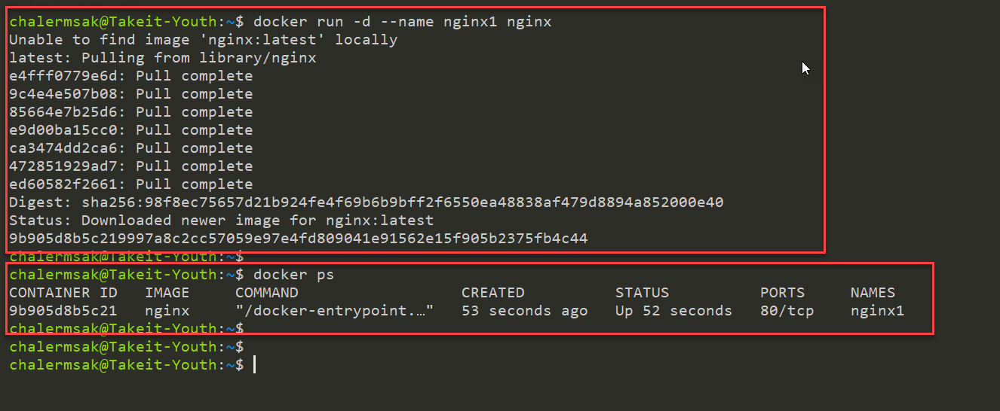 chalermsak@Takeit-Youth:~$ docker run -d --name nginx1 nginx
Unable to find image 'nginx:latest' locally
latest: Pulling from library/nginx
e4fff0779e6d: Pull complete
9c4e4e507b08: Pull complete
85664e7b25d6: Pull complete
e9d00ba15cc0: Pull complete
ca3474dd2ca6: Pull complete
472851929ad7: Pull complete
ed60582f2661: Pull complete
Digest: sha256:98f8ec75657d21b924fe4f69b6b9bff2f6550ea48838af479d8894a852000e40
Status: Downloaded newer image for nginx:latest
9b905d8b5c219997a8c2cc57059e97e4fd809041e91562e15f905b2375fb4c44
chalermsak@Takeit-Youth:~$
chalermsak@Takeit-Youth:~$ docker ps
CONTAINER ID   IMAGE     COMMAND                  CREATED          STATUS          PORTS     NAMES
9b905d8b5c21   nginx     "/docker-entrypoint.…"   53 seconds ago   Up 52 seconds   80/tcp    nginx1
chalermsak@Takeit-Youth:~$
chalermsak@Takeit-Youth:~$
chalermsak@Takeit-Youth:~$